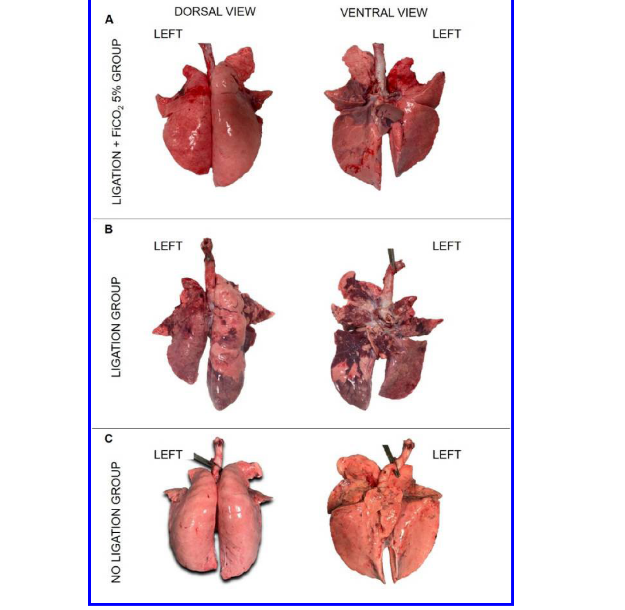 DORSAL VIEW
VENTRAL VIEW
A
LEFT
LEFT
LIGATION + FiCO₂ 5% GROUP
B
LEFT
LEFT
LIGATION GROUP
C
LEFT
LEFT
NO LIGATION GROUP